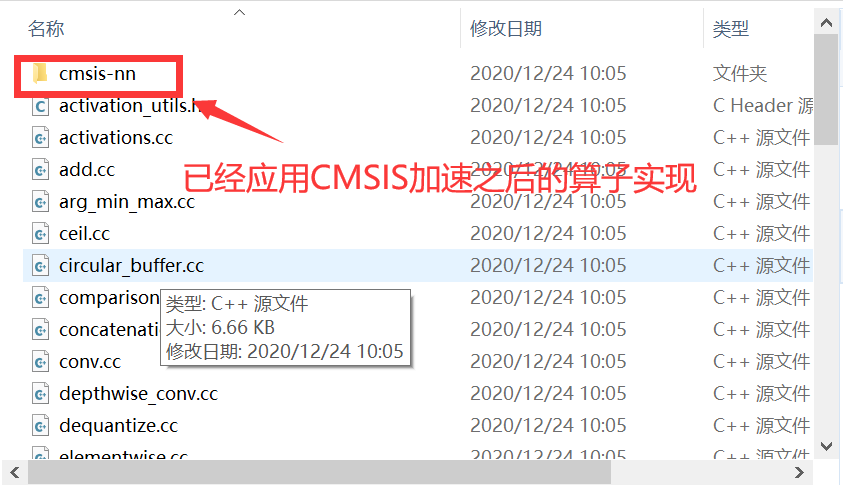 名称 修改日期 类型
cmsis-nn 2020/12/24 10:05 文件夹
activation_utils.h 2020/12/24 10:05 C Header 源
activations.cc 2020/12/24 10:05 C++ 源文件
add.cc 2020/12/24 10:05 C++ 源文件
已经应用CMSIS加速之后的算子实现
arg_min_max.cc 2020/12/24 10:05 C++ 源文件
ceil.cc 2020/12/24 10:05 C++ 源文件
circular_buffer.cc 2020/12/24 10:05 C++ 源文件
comparison 2020/12/24 10:05 C++ 源文件
类型: C++ 源文件
concatenati 2020/12/24 10:05 C++ 源文件
大小: 6.66 KB
修改日期: 2020/12/24 10:05
conv.cc 2020/12/24 10:05 C++ 源文件
depthwise_conv.cc 2020/12/24 10:05 C++ 源文件
dequantize.cc 2020/12/24 10:05 C++ 源文件
elementwise.cc 2020/12/24 10:05 C++ 源文件